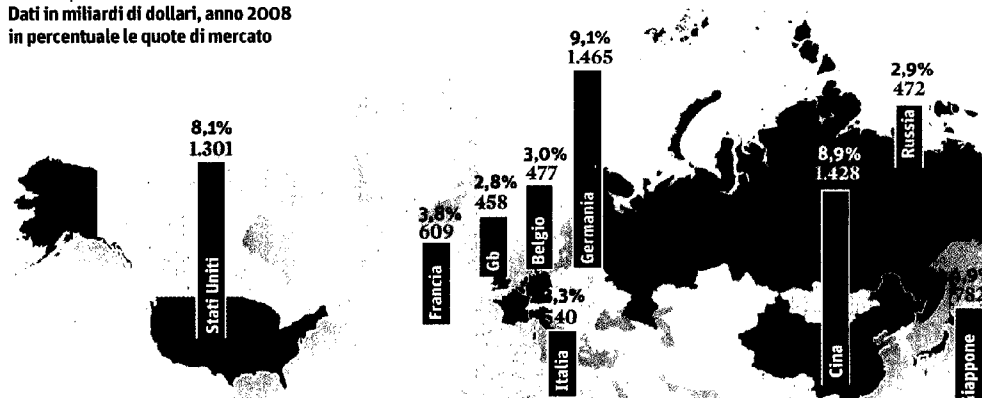 Dati in miliardi di dollari, anno 2008
in percentuale le quote di mercato
8,1%
1.301
Stati Uniti
3,8%
609
Francia
2,8%
458
Gb
3,0%
477
Belgio
9,1%
1.465
Germania
3,3%
540
Italia
8,9%
1.428
Cina
2,9%
472
Russia
782